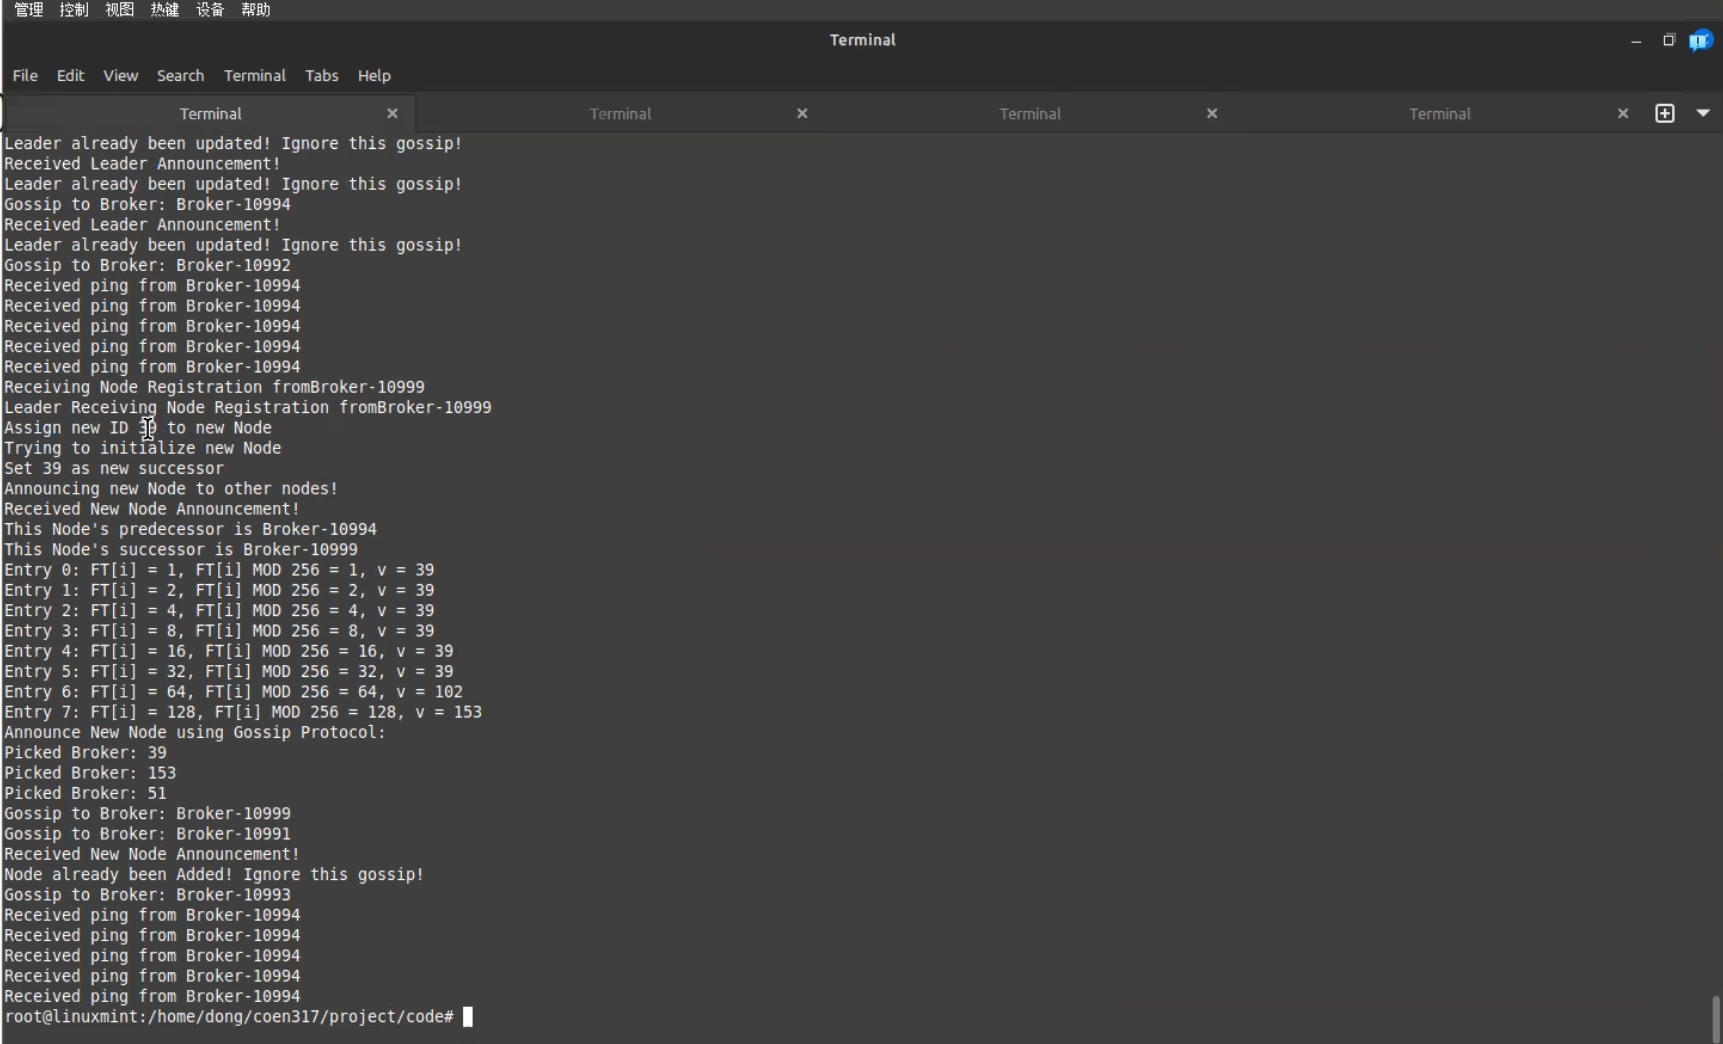 管理 控制 视图 热键 设备 帮助
Terminal
File Edit View Search Terminal Tabs Help
Terminal Terminal Terminal Terminal
Leader already been updated! Ignore this gossip!
Received Leader Announcement!
Leader already been updated! Ignore this gossip!
Gossip to Broker: Broker-10994
Received Leader Announcement!
Leader already been updated! Ignore this gossip!
Gossip to Broker: Broker-10992
Received ping from Broker-10994
Received ping from Broker-10994
Received ping from Broker-10994
Received ping from Broker-10994
Received ping from Broker-10994
Receiving Node Registration fromBroker-10999
Leader Receiving Node Registration fromBroker-10999
Assign new ID 39 to new Node
Trying to initialize new Node
Set 39 as new successor
Announcing new Node to other nodes!
Received New Node Announcement!
This Node's predecessor is Broker-10994
This Node's successor is Broker-10999
Entry 0: FT[i] = 1, FT[i] MOD 256 = 1, v = 39
Entry 1: FT[i] = 2, FT[i] MOD 256 = 2, v = 39
Entry 2: FT[i] = 4, FT[i] MOD 256 = 4, v = 39
Entry 3: FT[i] = 8, FT[i] MOD 256 = 8, v = 39
Entry 4: FT[i] = 16, FT[i] MOD 256 = 16, v = 39
Entry 5: FT[i] = 32, FT[i] MOD 256 = 32, v = 39
Entry 6: FT[i] = 64, FT[i] MOD 256 = 64, v = 102
Entry 7: FT[i] = 128, FT[i] MOD 256 = 128, v = 153
Announce New Node using Gossip Protocol:
Picked Broker: 39
Picked Broker: 153
Picked Broker: 51
Gossip to Broker: Broker-10999
Gossip to Broker: Broker-10991
Received New Node Announcement!
Node already been Added! Ignore this gossip!
Gossip to Broker: Broker-10993
Received ping from Broker-10994
Received ping from Broker-10994
Received ping from Broker-10994
Received ping from Broker-10994
Received ping from Broker-10994
root@linuxmint:/home/dong/coen317/project/code#